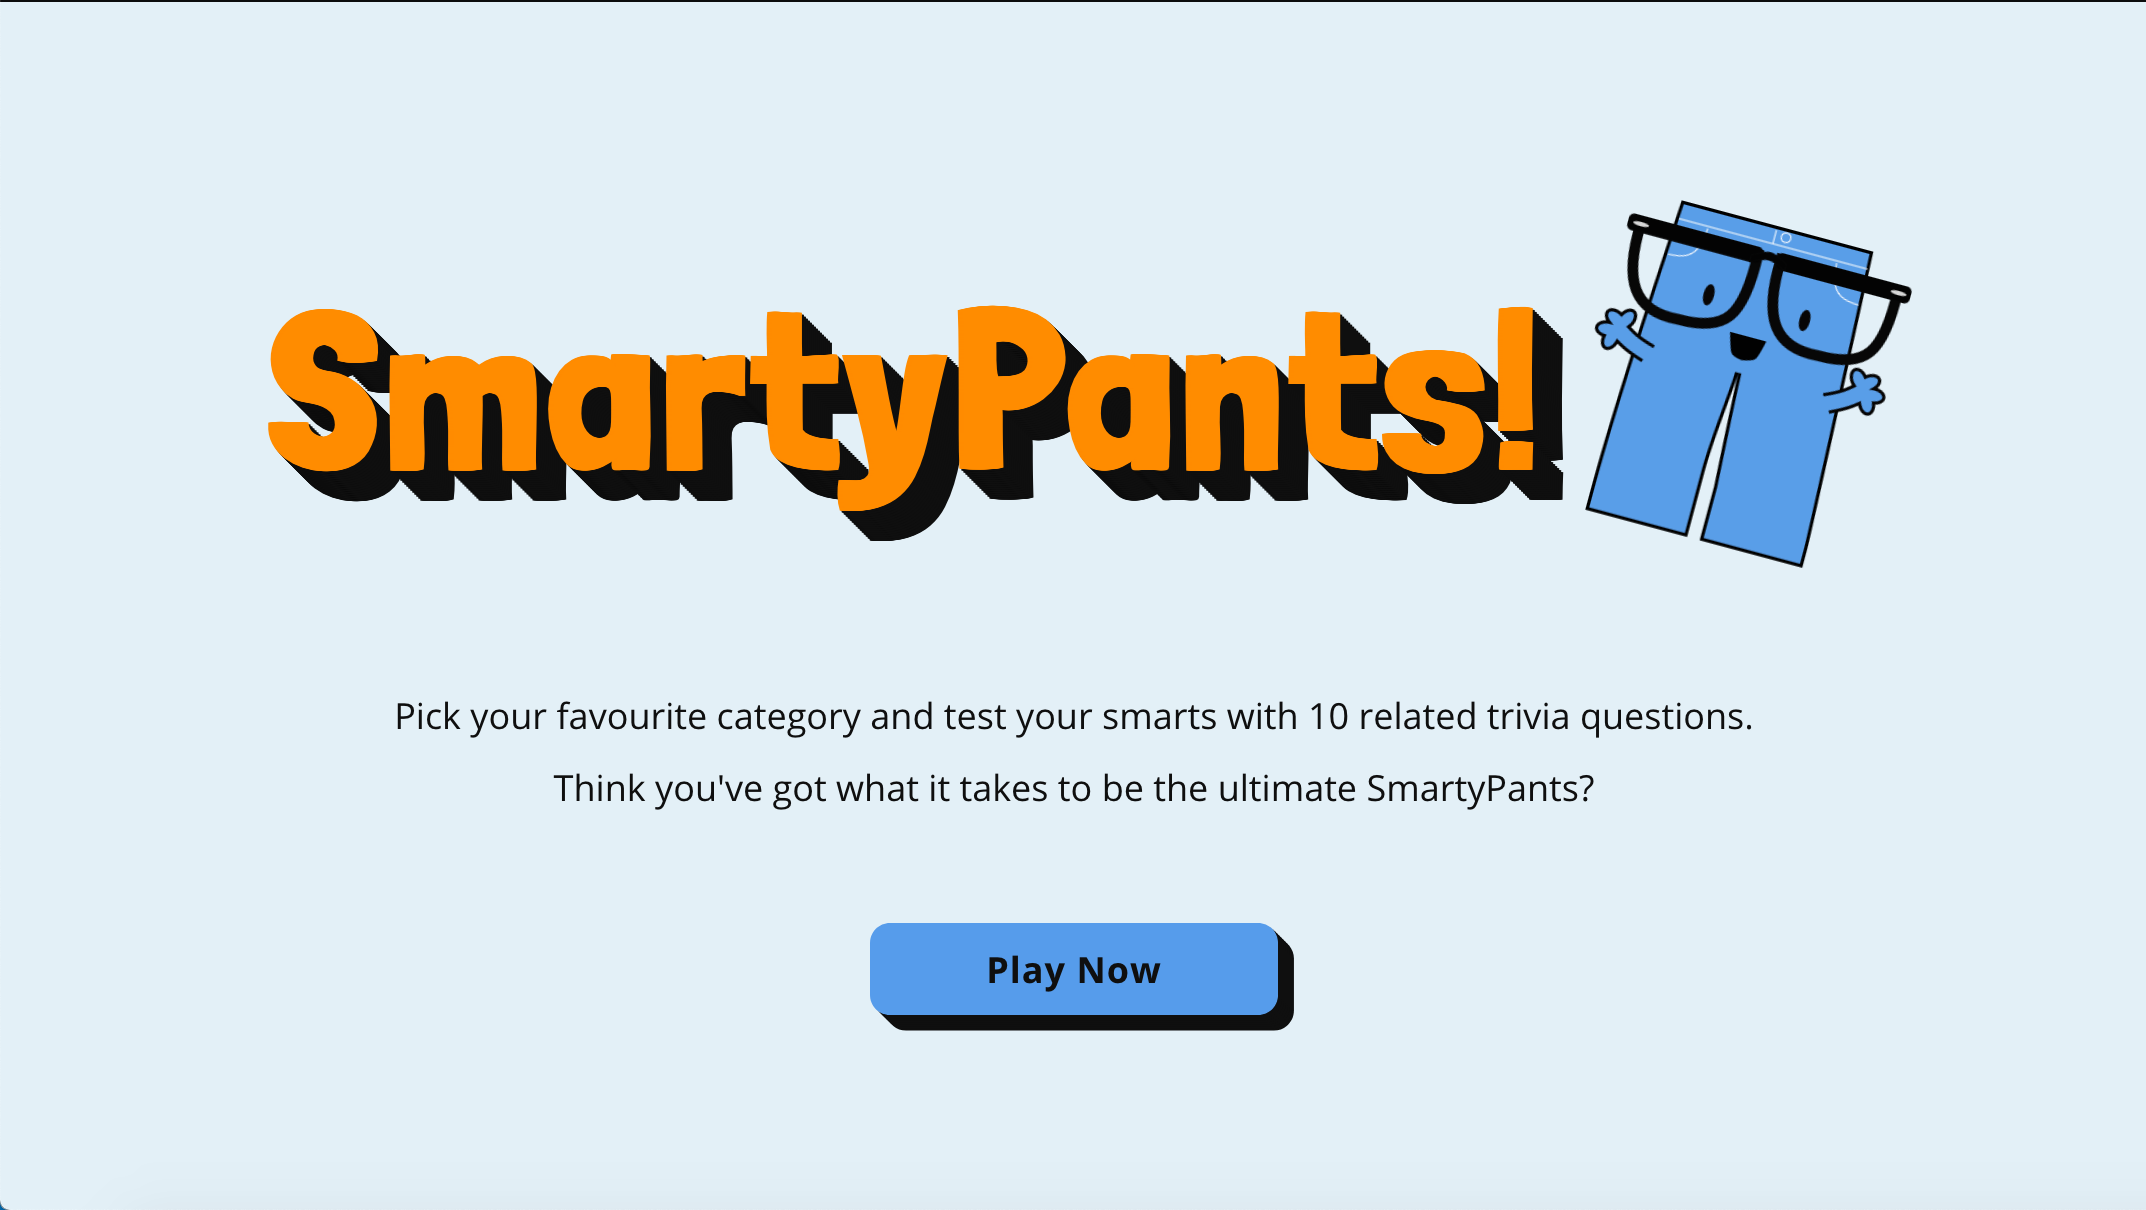 SmartyPants!
Pick your favourite category and test your smarts with 10 related trivia questions.
Think you've got what it takes to be the ultimate SmartyPants?
Play Now